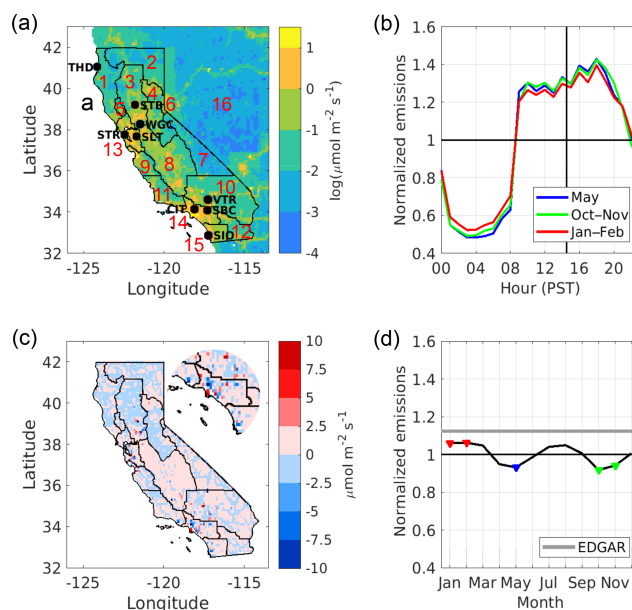 (a)
42
40
38
36
34
32
Latitude
-125
-120
-115
Longitude
THD
1
2
3
4
5
6
STB
16
a
WGC
STR
SLT
13
8
7
9
10
11
VTR
CIT
SBC
14
12
15
SIO
1
0
-1
-2
-3
-4
log(μmol m-2 s-1)
(b)
1.6
1.4
1.2
1
0.8
0.6
0.4
Normalized emissions
00
04
08
12
16
20
Hour (PST)
May
Oct–Nov
Jan–Feb
(c)
42
40
38
36
34
32
Latitude
-125
-120
-115
Longitude
10
7.5
5
2.5
0
-2.5
-5
-7.5
-10
μmol m-2 s-1
(d)
1.6
1.4
1.2
1
0.8
0.6
0.4
Normalized emissions
EDGAR
Jan
Mar
May
Jul
Sep
Nov
Month